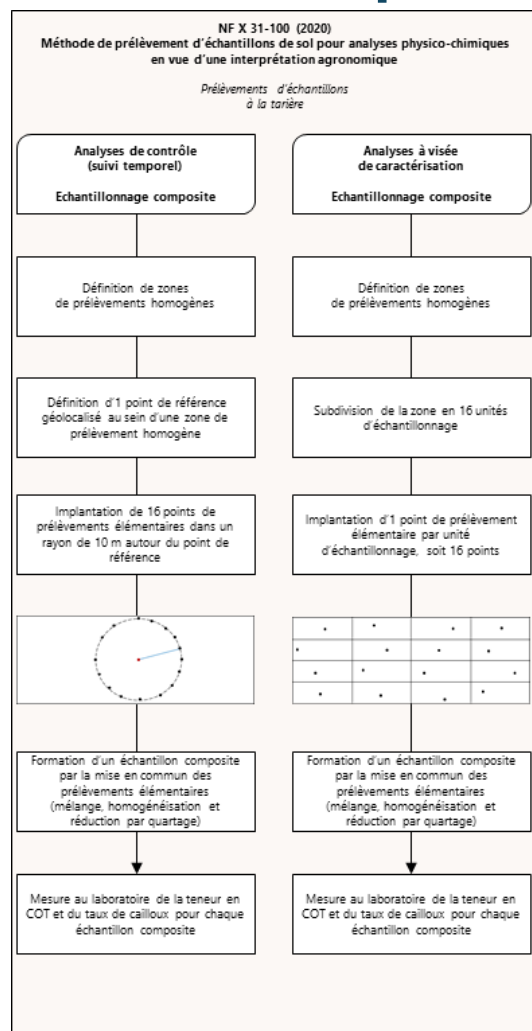 NF X 31-100 (2020)
Méthode de prélèvement d'échantillons de sol pour analyses physico-chimiques
en vue d'une interprétation agronomique
Prélèvements d'échantillons
à la tarière
Analyses de contrôle
(suivi temporel)
Echantillonnage composite
Définition de zones
de prélèvements homogènes
Définition d'1 point de référence
géolocalisé au sein d'une zone de
prélèvement homogène
Implantation de 16 points de
prélèvements élémentaires dans un
rayon de 10 m autour du point de
référence
Formation d'un échantillon composite
par la mise en commun des
prélèvements élémentaires
(mélange, homogénéisation et
réduction par quartage)
Mesure au laboratoire de la teneur en
COT et du taux de cailloux pour chaque
échantillon composite
Analyses à visée
de caractérisation
Echantillonnage composite
Définition de zones
de prélèvements homogènes
Subdivision de la zone en 16 unités
d'échantillonnage
Implantation d'1 point de prélèvement
élémentaire par unité
d'échantillonnage, soit 16 points
Formation d'un échantillon composite
par la mise en commun des
prélèvements élémentaires
(mélange, homogénéisation et
réduction par quartage)
Mesure au laboratoire de la teneur en
COT et du taux de cailloux pour chaque
échantillon composite